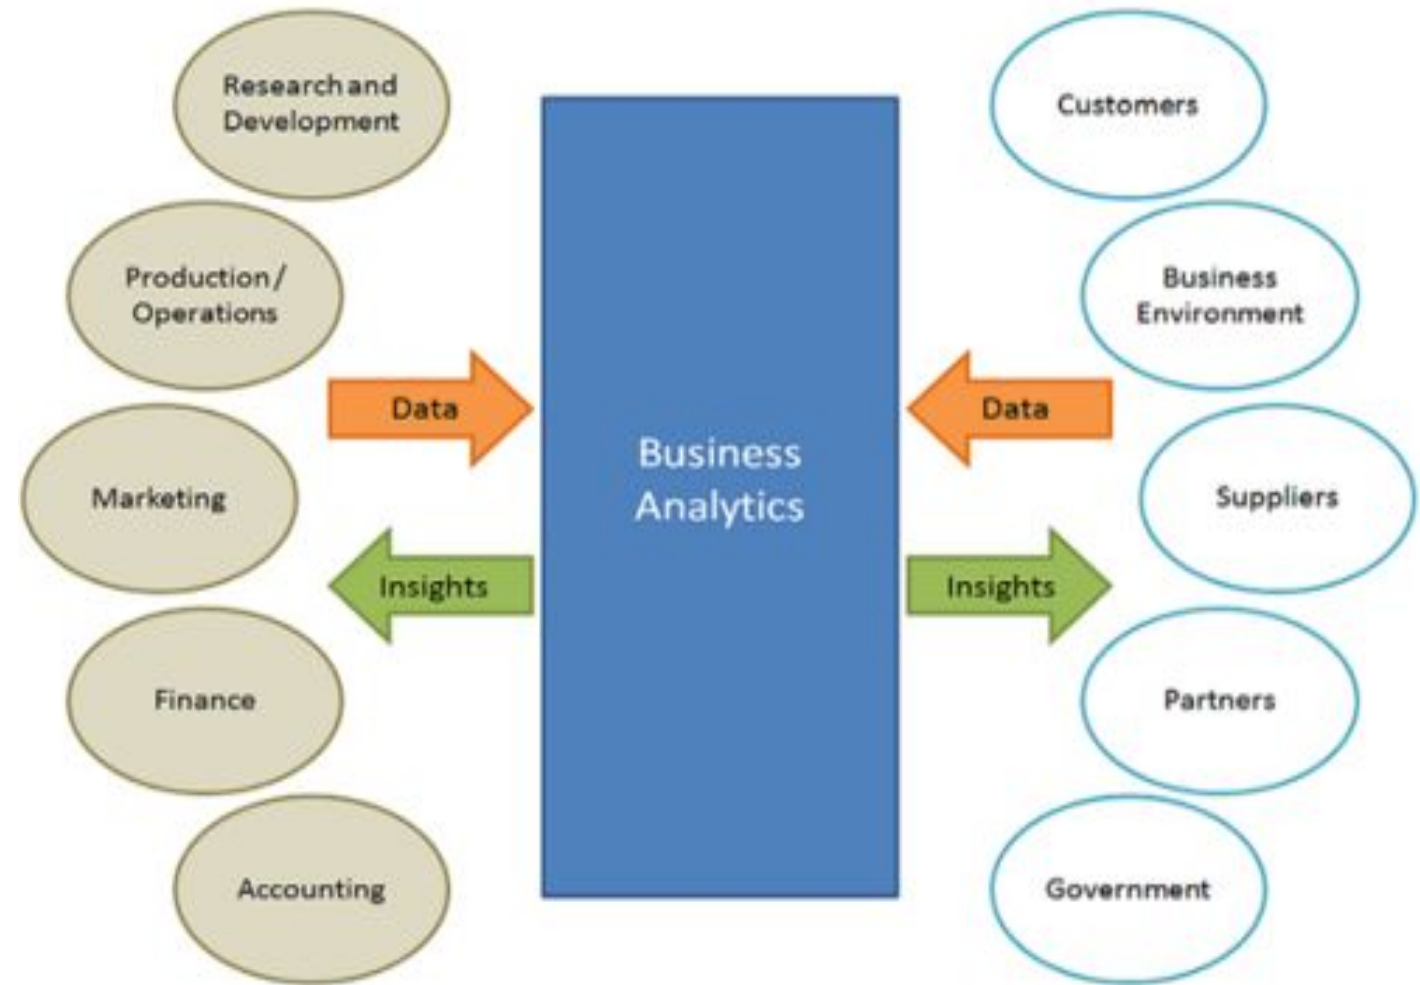 Research and
Development
Production /
Operations
Marketing
Finance
Accounting
Data
Insights
Business
Analytics
Data
Insights
Customers
Business
Environment
Suppliers
Partners
Government